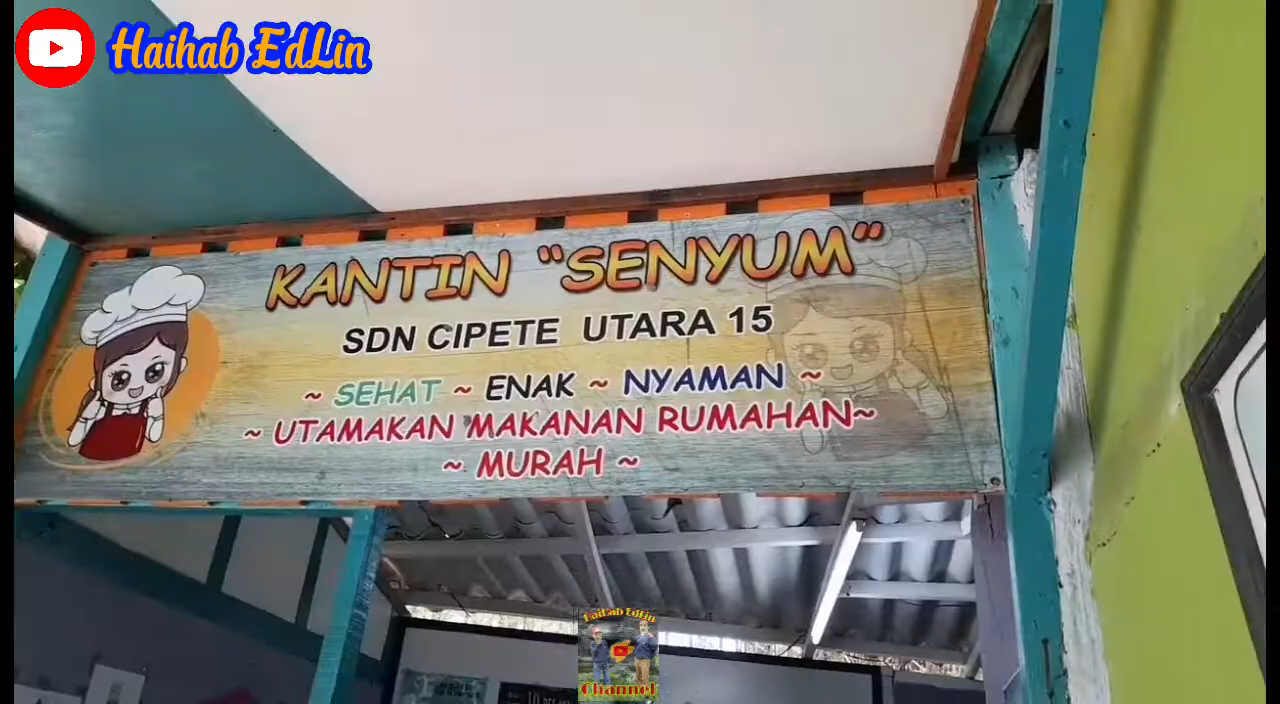 Haihab EdLin
KANTIN "SENYUM"
SDN CIPETE UTARA 15
~ SEHAT ~ ENAK ~ NYAMAN ~
~ UTAMAKAN MAKANAN RUMAHAN~
~ MURAH ~
HaiHab EdLin
Channel